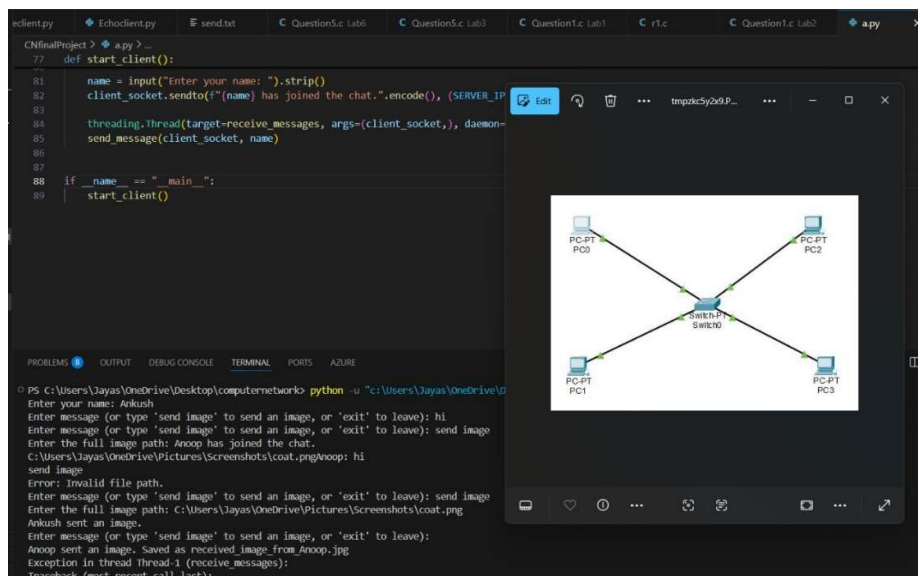 eclient.py Echoclient.py send.txt Question5.c Lab6 Question5.c Lab3 Question1.c Lab1 r1.c Question1.c Lab2 a.py
CNfinalProject > a.py > ...
77 def start_client():
81 name = input("Enter your name: ").strip()
82 client_socket.sendto(f"{name} has joined the chat.".encode(), (SERVER_IP
83
84 threading.Thread(target=receive_messages, args=(client_socket,), daemon=
85 send_message(client_socket, name)
86
87
88 if __name__ == "__main__":
89 start_client()
Edit ... tmpzkc5y2x9.P... ...
PC-PT
PC0
PC-PT
PC2
Switch-PT
Switch0
PC-PT
PC1
PC-PT
PC3
PROBLEMS 8 OUTPUT DEBUG CONSOLE TERMINAL PORTS AZURE
PS C:\Users\Jayas\OneDrive\Desktop\computernetwork> python -u "c:\Users\Jayas\OneDrive\D
Enter your name: Ankush
Enter message (or type 'send image' to send an image, or 'exit' to leave): hi
Enter message (or type 'send image' to send an image, or 'exit' to leave): send image
Enter the full image path: Anoop has joined the chat.
C:\Users\Jayas\OneDrive\Pictures\Screenshots\coat.pngAnoop: hi
send image
Error: Invalid file path.
Enter message (or type 'send image' to send an image, or 'exit' to leave): send image
Enter the full image path: C:\Users\Jayas\OneDrive\Pictures\Screenshots\coat.png
Ankush sent an image.
Enter message (or type 'send image' to send an image, or 'exit' to leave):
Anoop sent an image. Saved as received_image_from_Anoop.jpg
Exception in thread Thread-1 (receive_messages):
Traceback (most recent call last):